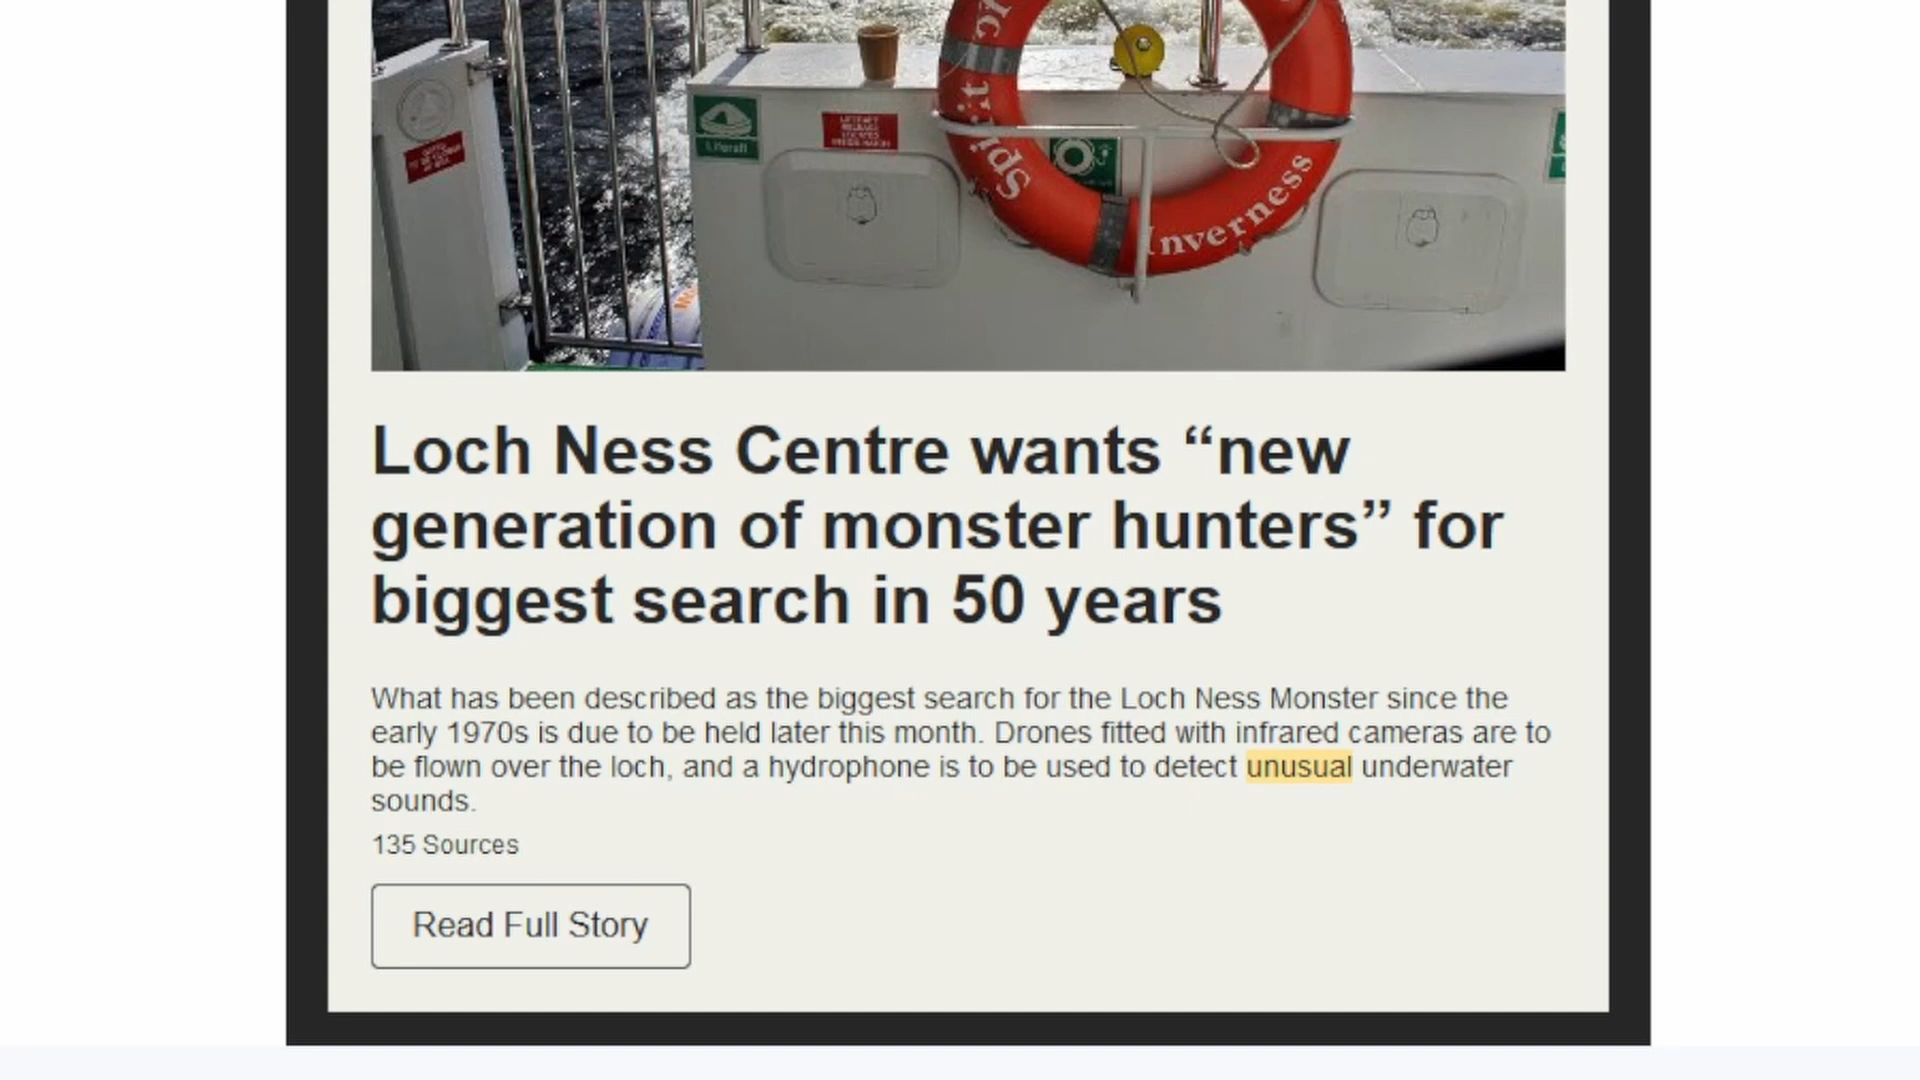 Spirit
Inverness
Liferaft
Loch Ness Centre wants “new
generation of monster hunters” for
biggest search in 50 years
What has been described as the biggest search for the Loch Ness Monster since the
early 1970s is due to be held later this month. Drones fitted with infrared cameras are to
be flown over the loch, and a hydrophone is to be used to detect unusual underwater
sounds.
135 Sources
Read Full Story